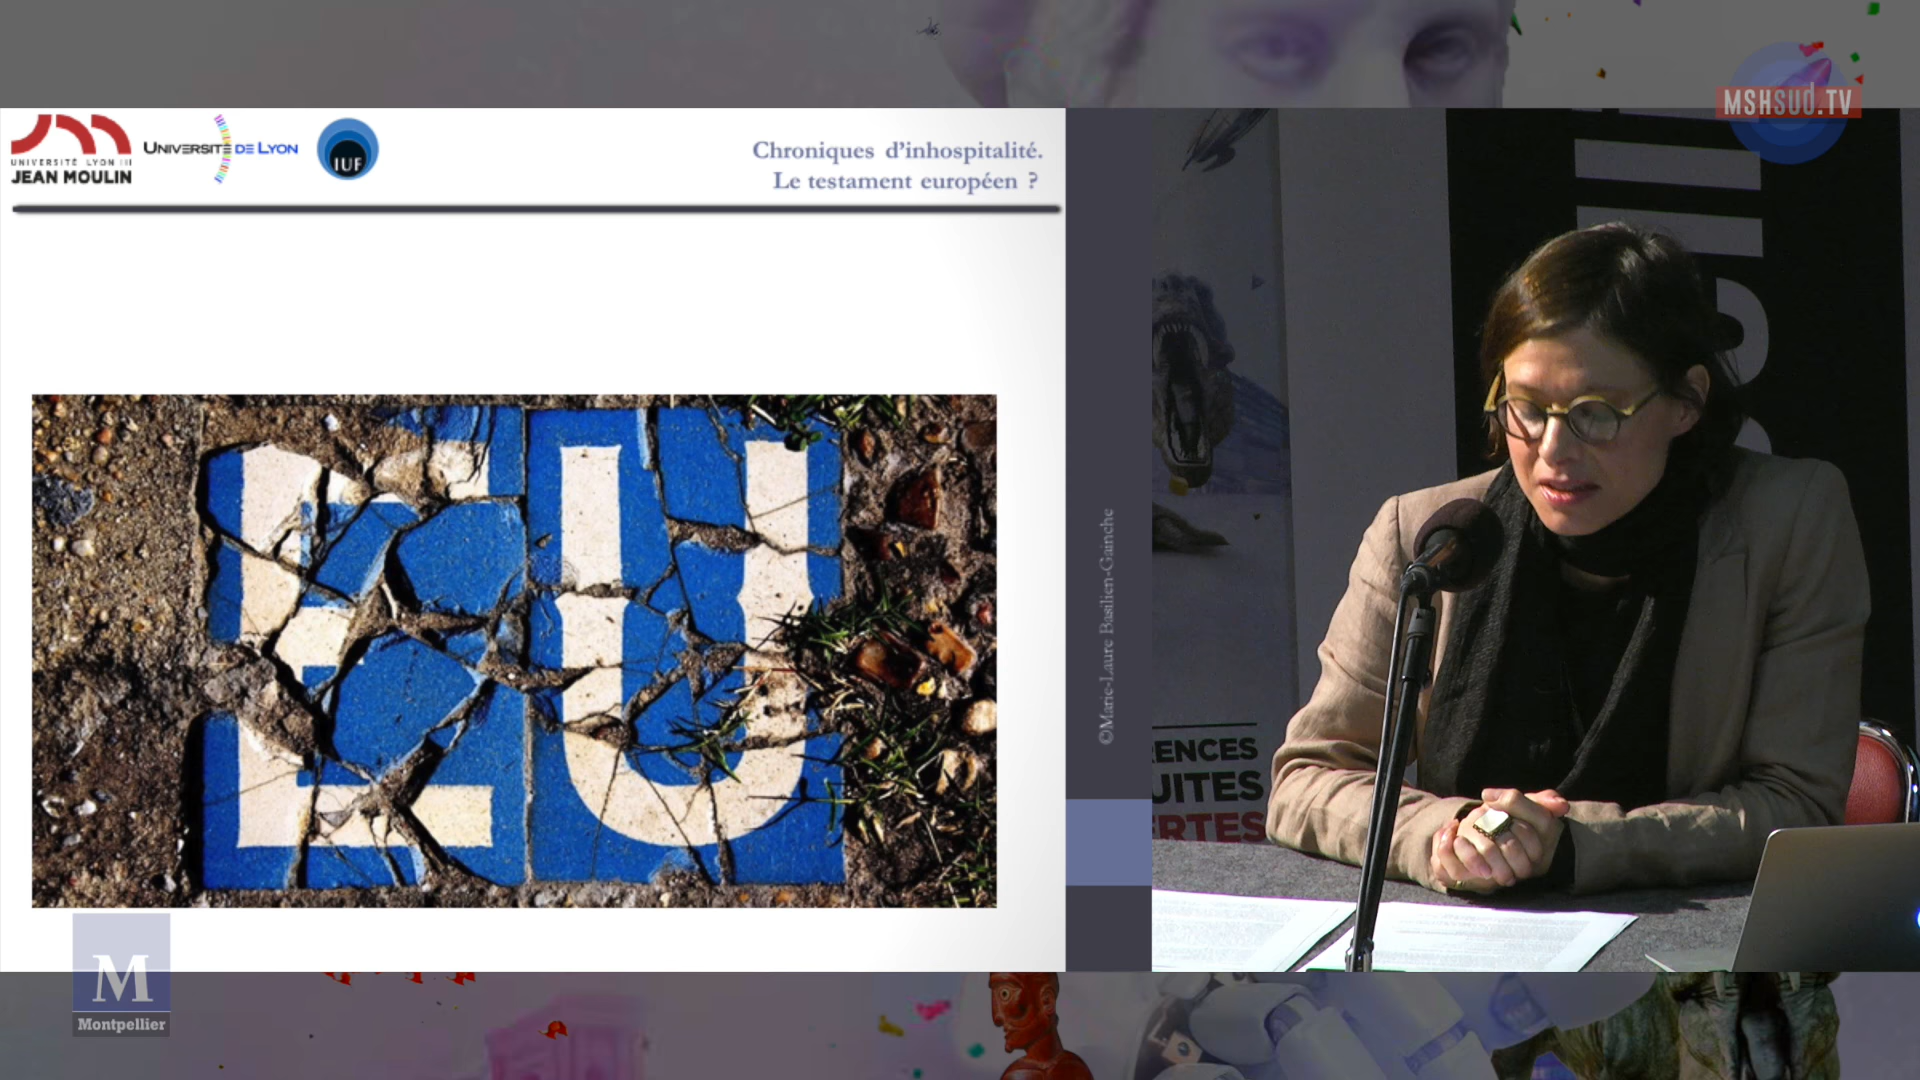 MSHSUD.TV
UNIVERSITÉ LYON III
JEAN MOULIN
UNIVERSITÉ DE LYON
IUF
Chroniques d'inhospitalité.
Le testament européen ?
EU
©Marie-Laure Basilien-Gainche
ENCES
UITES
ERTES
M
Montpellier